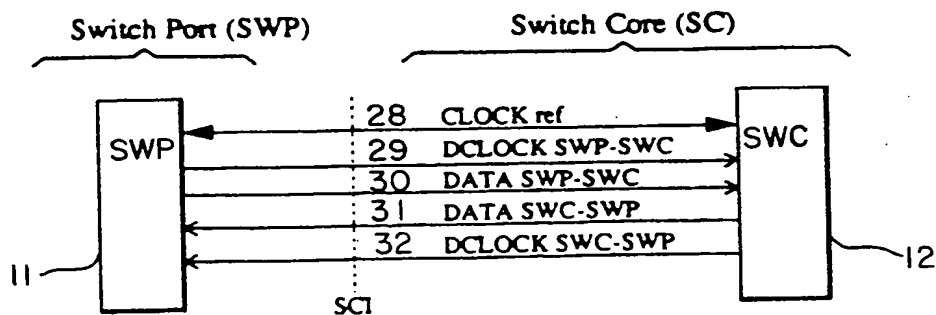 Switch Port (SWP)
Switch Core (SC)
SWP
SWC
28 CLOCK ref
29 DCLOCK SWP-SWC
30 DATA SWP-SWC
31 DATA SWC-SWP
32 DCLOCK SWC-SWP
11
12
SCI